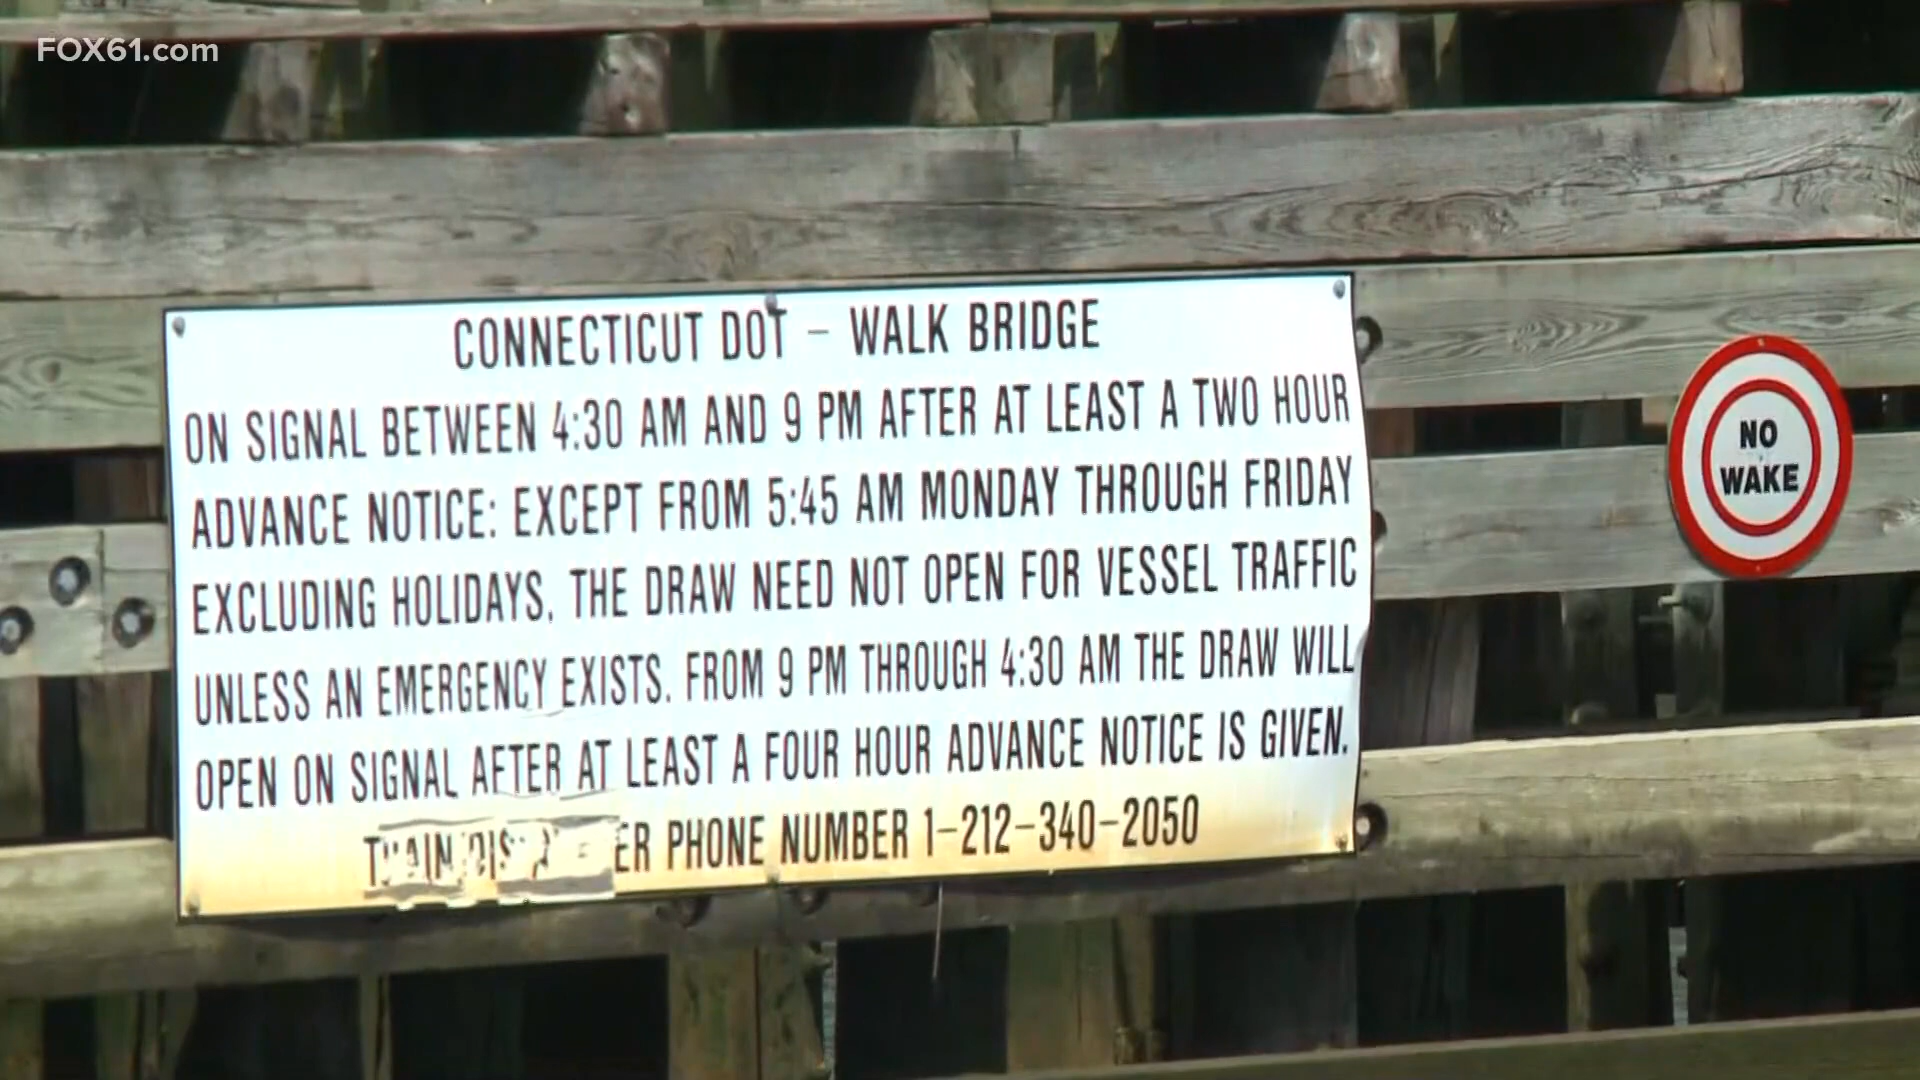 FOX61.com
CONNECTICUT DOT - WALK BRIDGE
ON SIGNAL BETWEEN 4:30 AM AND 9 PM AFTER AT LEAST A TWO HOUR
ADVANCE NOTICE: EXCEPT FROM 5:45 AM MONDAY THROUGH FRIDAY
EXCLUDING HOLIDAYS. THE DRAW NEED NOT OPEN FOR VESSEL TRAFFIC
UNLESS AN EMERGENCY EXISTS. FROM 9 PM THROUGH 4:30 AM THE DRAW WILL
OPEN ON SIGNAL AFTER AT LEAST A FOUR HOUR ADVANCE NOTICE IS GIVEN.
TRAIN PHONE NUMBER 1-212-340-2050
NO
WAKE